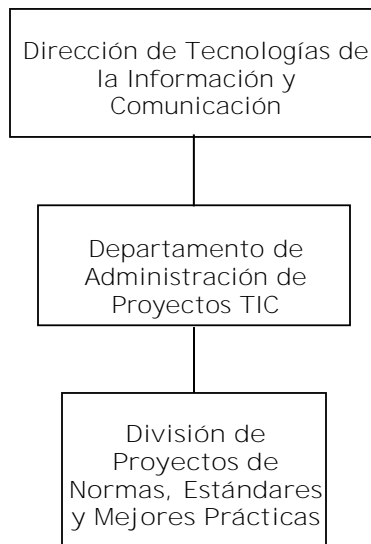 Dirección de Tecnologías de
la Información y
Comunicación
Departamento de
Administración de
Proyectos TIC
División de
Proyectos de
Normas, Estándares
y Mejores Prácticas